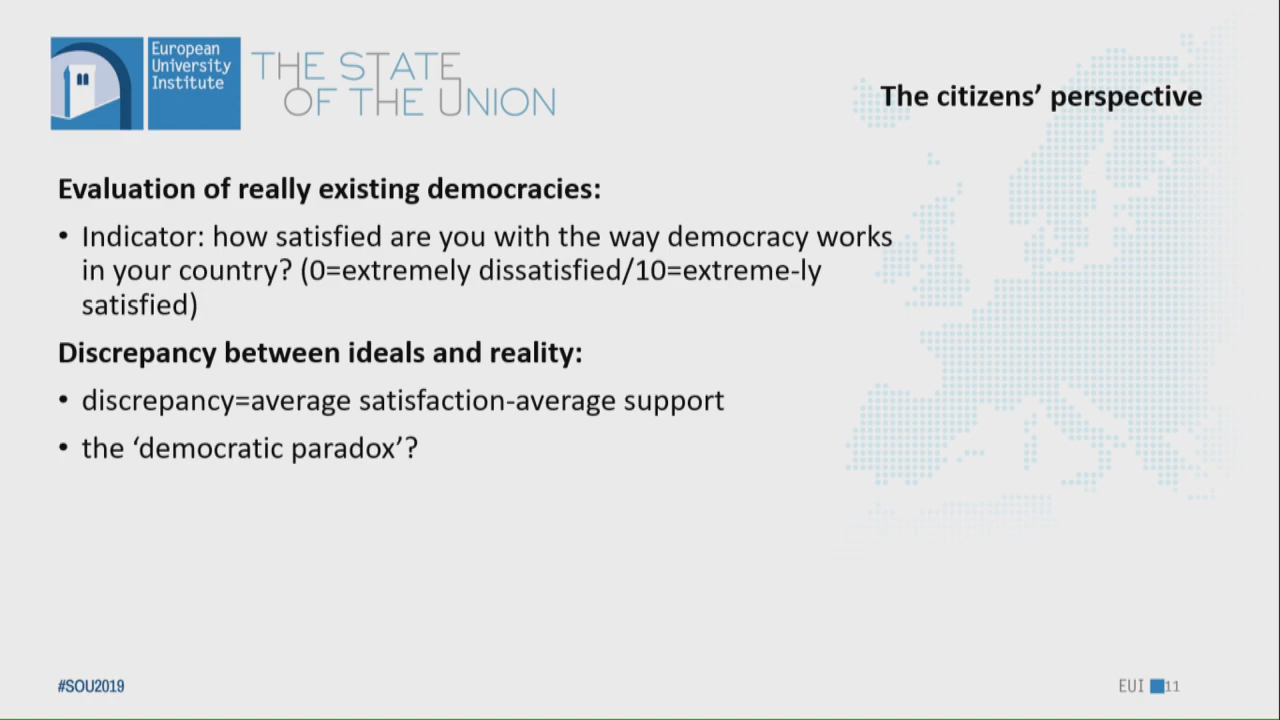 European
University
Institute
THE STATE
OF THE UNION
The citizens’ perspective
Evaluation of really existing democracies:
• Indicator: how satisfied are you with the way democracy works
in your country? (0=extremely dissatisfied/10=extreme-ly
satisfied)
Discrepancy between ideals and reality:
• discrepancy=average satisfaction-average support
• the ‘democratic paradox’?
#SOU2019
EUI 11